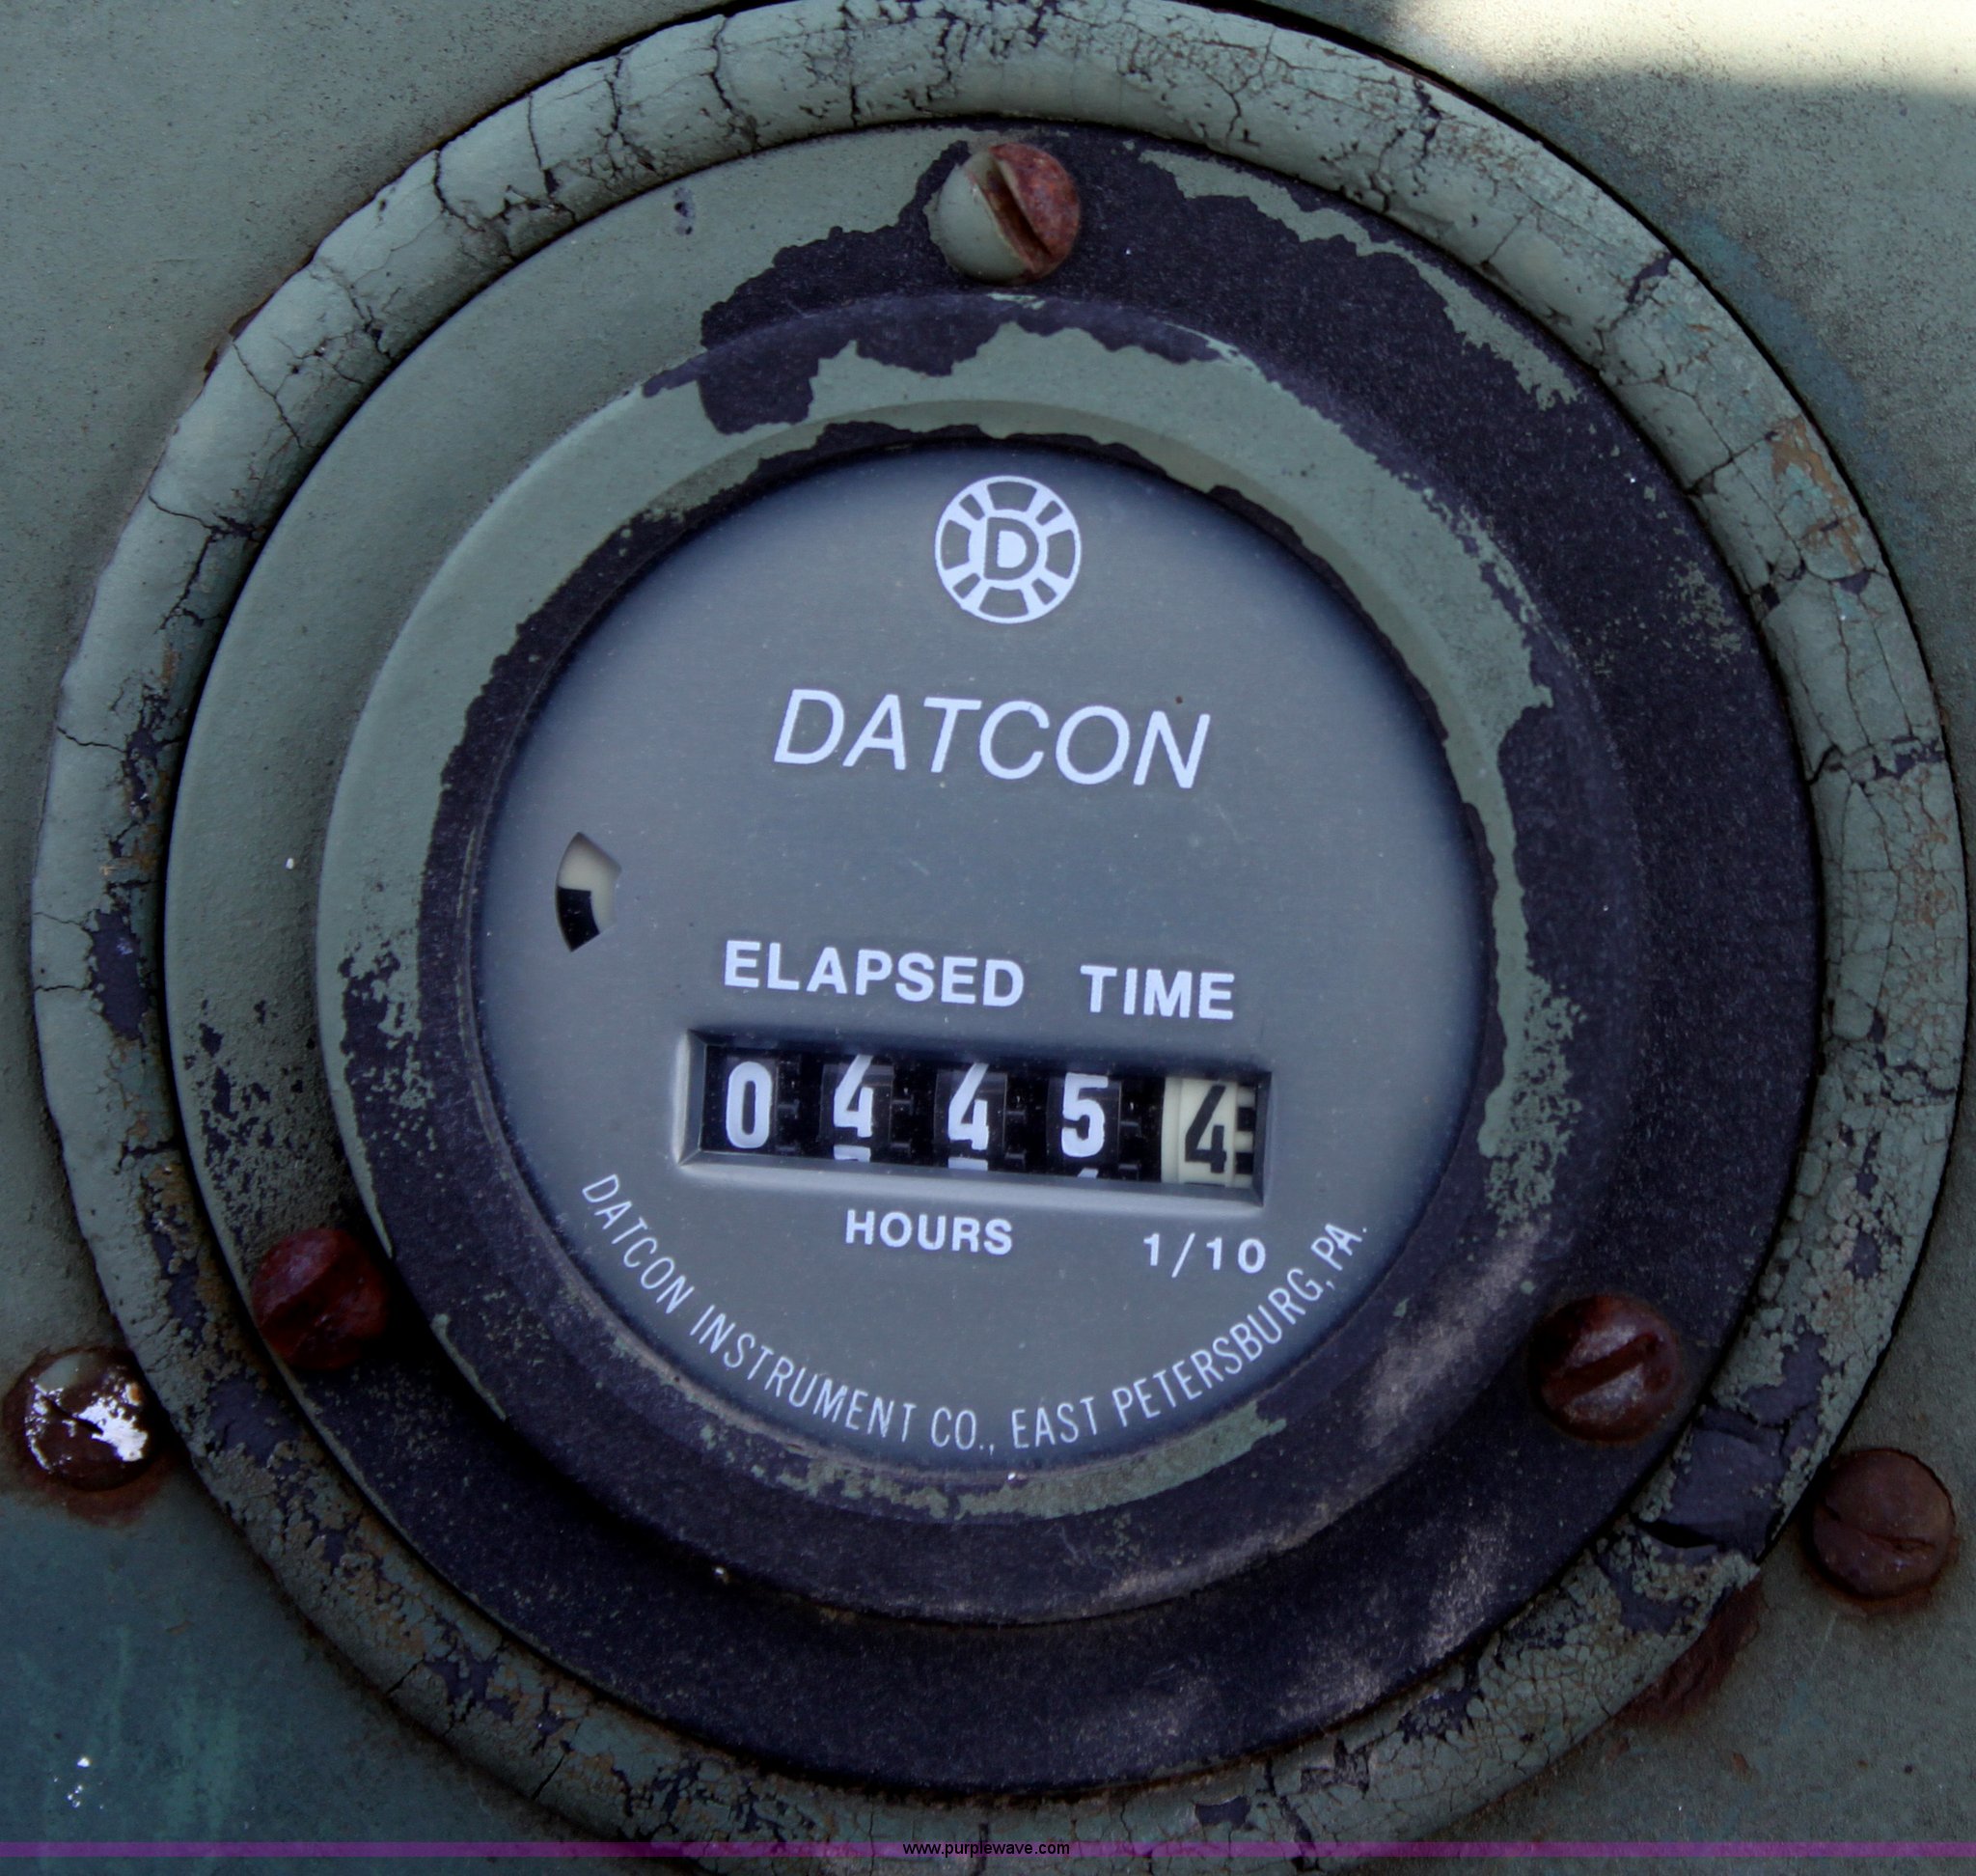 D
DATCON
ELAPSED TIME
0 4 4 5 4
HOURS 1/10
DATCON INSTRUMENT CO., EAST PETERSBURG, PA.
www.purplewave.com